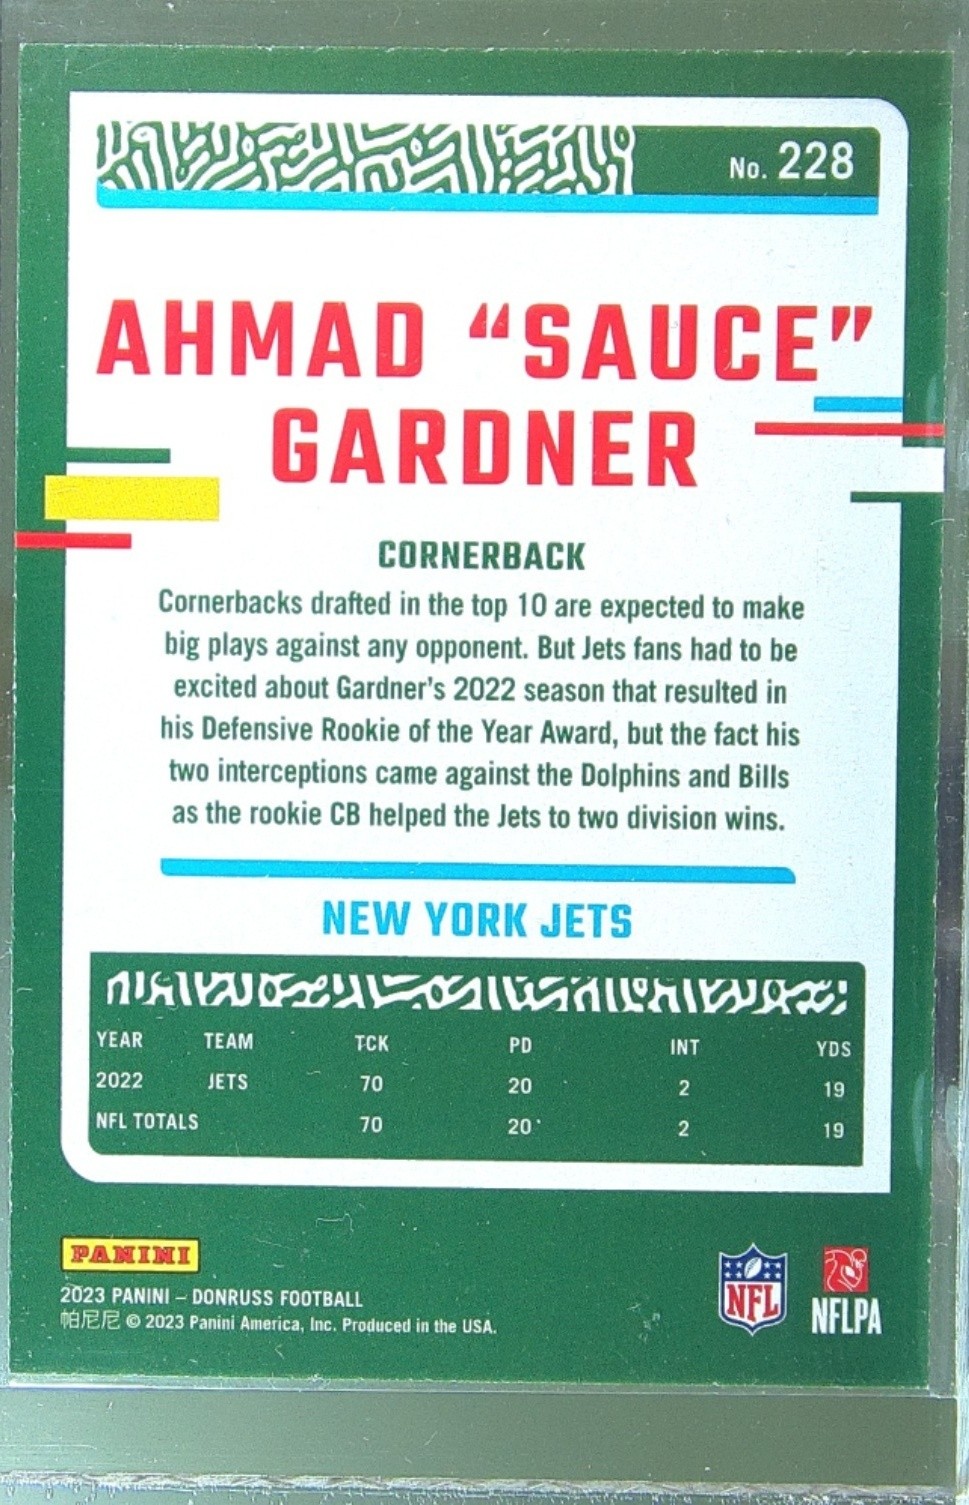 No. 228
AHMAD “SAUCE”
GARDNER
CORNERBACK
Cornerbacks drafted in the top 10 are expected to make
big plays against any opponent. But Jets fans had to be
excited about Gardner's 2022 season that resulted in
his Defensive Rookie of the Year Award, but the fact his
two interceptions came against the Dolphins and Bills
as the rookie CB helped the Jets to two division wins.
NEW YORK JETS
YEAR TEAM TCK PD INT YDS
2022 JETS 70 20 2 19
NFL TOTALS 70 20 2 19
PANINI
2023 PANINI – DONRUSS FOOTBALL
帕尼尼 © 2023 Panini America, Inc. Produced in the USA.
NFL
NFLPA